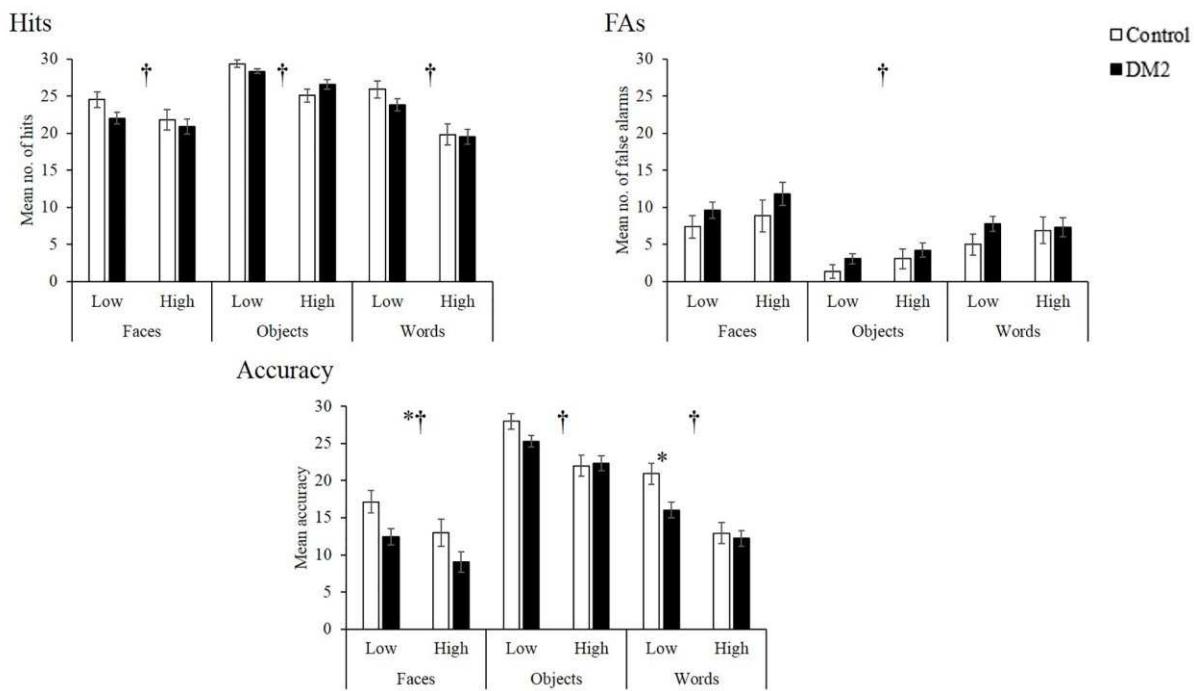 Hits
FAs
Control
DM2
30
25
20
15
10
5
0
Mean no. of hits
†
†
†
Low High Low High Low High
Faces Objects Words
30
25
20
15
10
5
0
Mean no. of false alarms
†
Low High Low High Low High
Faces Objects Words
Accuracy
30
25
20
15
10
5
0
Mean accuracy
*†
†
†
*
Low High Low High Low High
Faces Objects Words